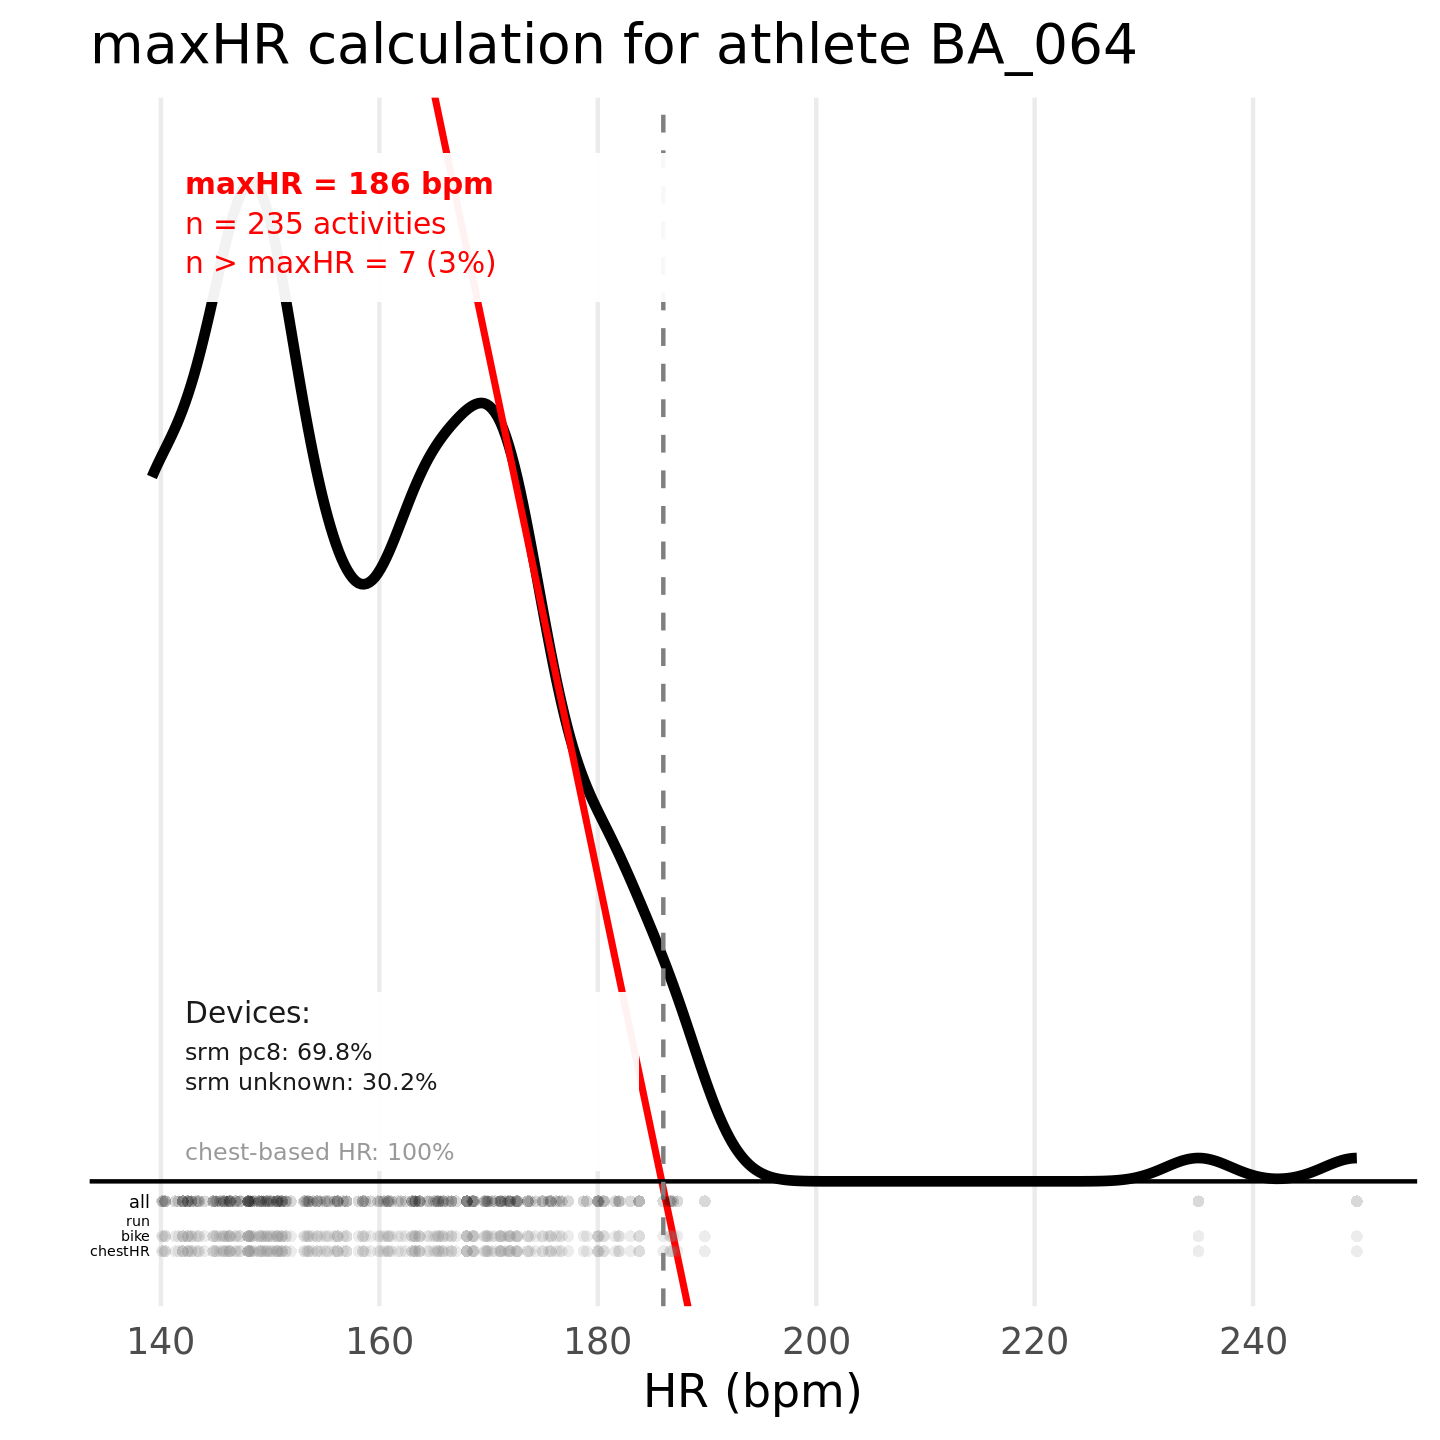 maxHR calculation for athlete BA_064
maxHR = 186 bpm
n = 235 activities
n > maxHR = 7 (3%)
Devices:
srm pc8: 69.8%
srm unknown: 30.2%
chest-based HR: 100%
all
run
bike
chestHR
140 160 180 200 220 240
HR (bpm)